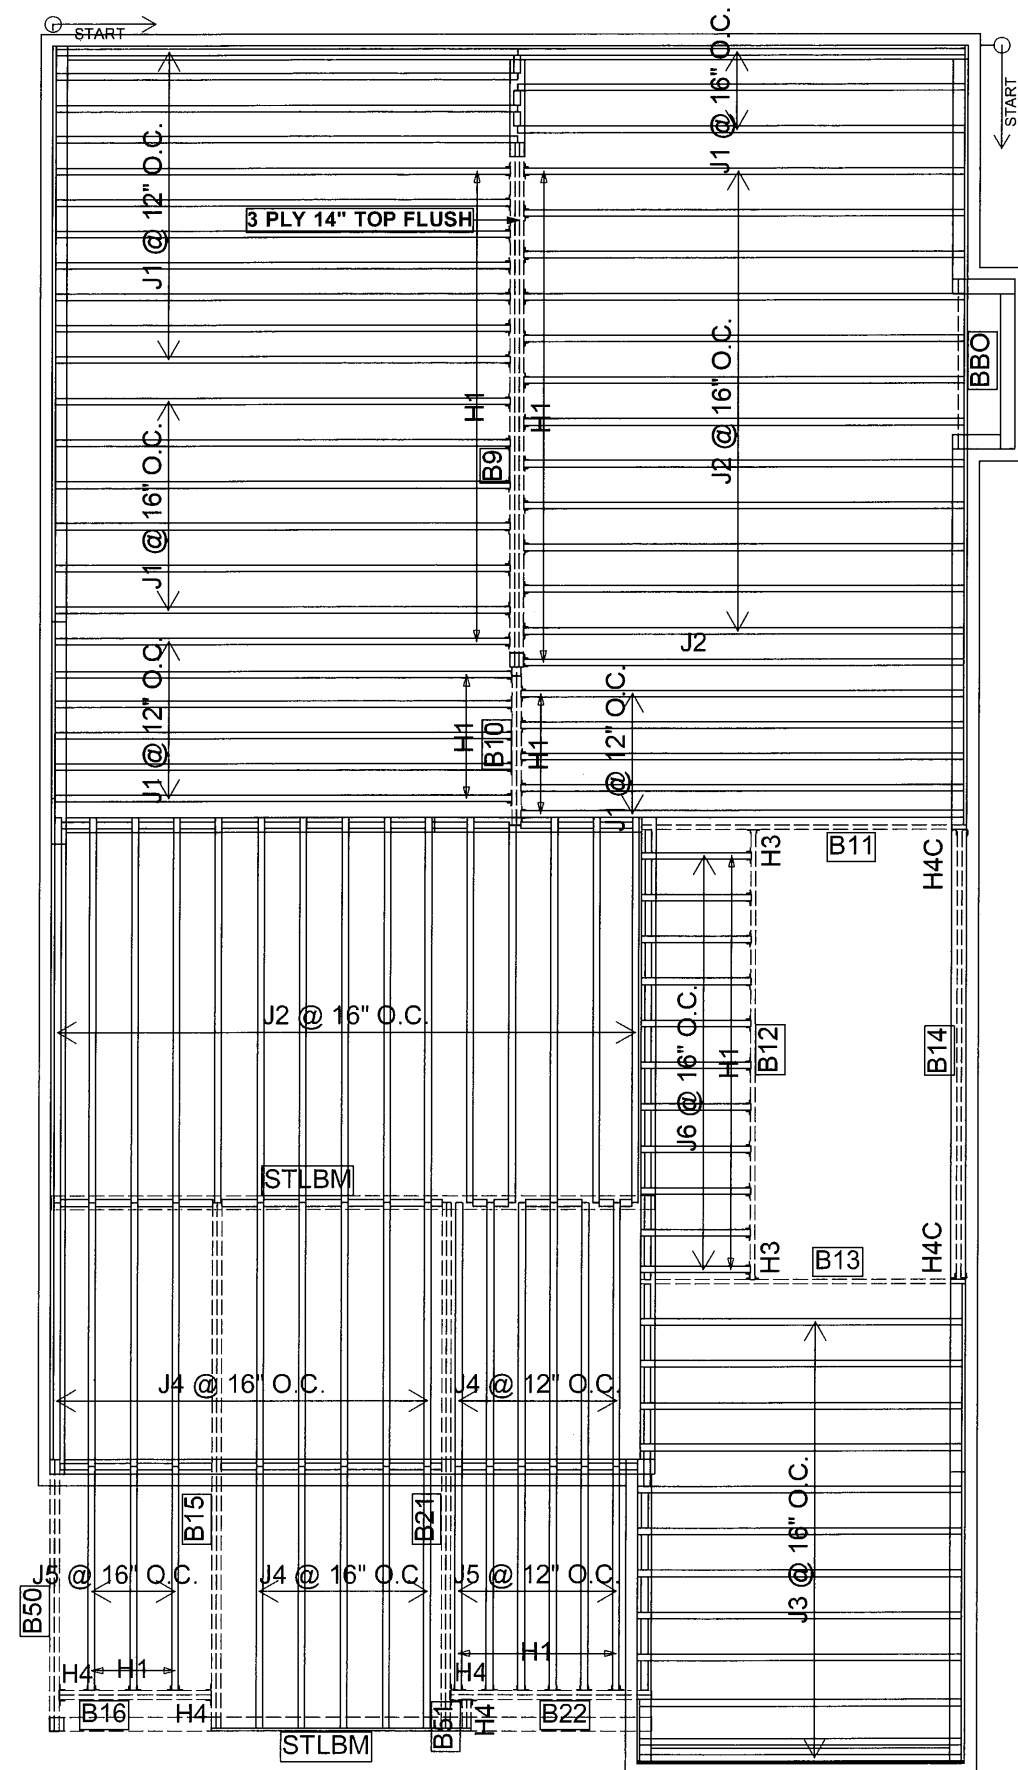 START
START
J1 @ 12" O.C.
J1 @ 16" O.C.
3 PLY 14" TOP FLUSH
J2 @ 16" O.C.
BBO
H1
H1
B9
J1 @ 16" O.C.
J2
J1 @ 12" O.C.
H1
B10
H1
J1 @ 12" O.C.
H3
B11
H4C
J2 @ 16" O.C.
J6 @ 16" O.C.
H1
B12
B14
STLBM
H3
B13
H4C
J4 @ 16" O.C.
J4 @ 12" O.C.
J3 @ 16" O.C.
B15
B21
J5 @ 16" O.C.
J4 @ 16" O.C.
J5 @ 12" O.C.
B50
H4
H1
H4
H1
B16
H4
B51
H4
B22
STLBM